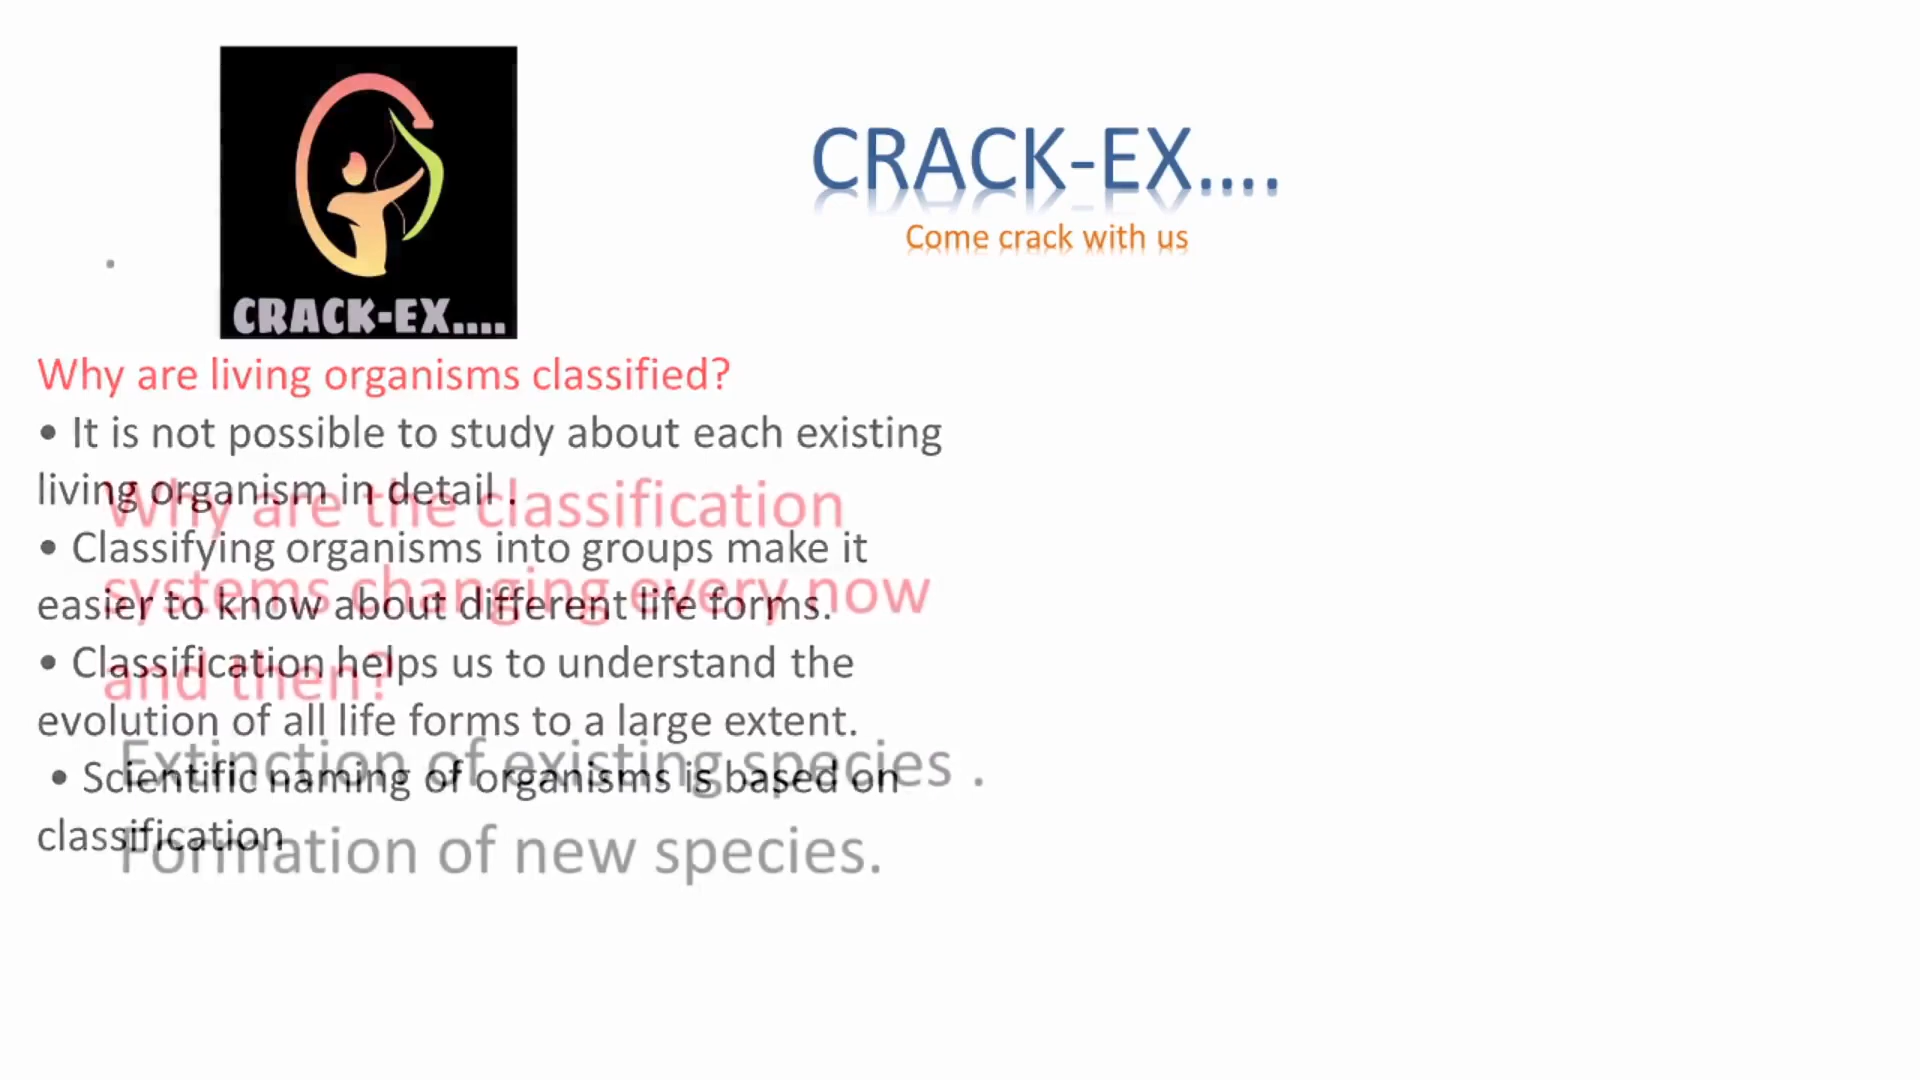 CRACK-EX....
Come crack with us
CRACK-EX....
Why are living organisms classified?
• It is not possible to study about each existing
living organism in detail .
• Classifying organisms into groups make it
easier to know about different life forms.
• Classification helps us to understand the
evolution of all life forms to a large extent.
• Scientific naming of organisms is based on
classification
Why are the classification
systems changing every now
and then?
Extinction of existing species .
Formation of new species.